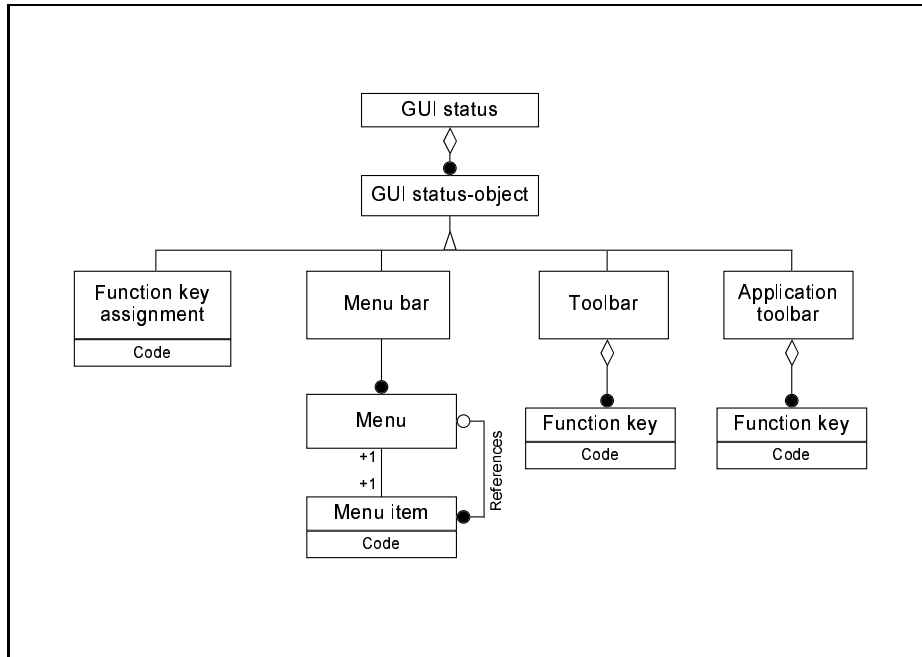 GUI status
GUI status-object
Function key
assignment
Code
Menu bar
Toolbar
Application
toolbar
Menu
+1
+1
References
Menu item
Code
Function key
Code
Function key
Code